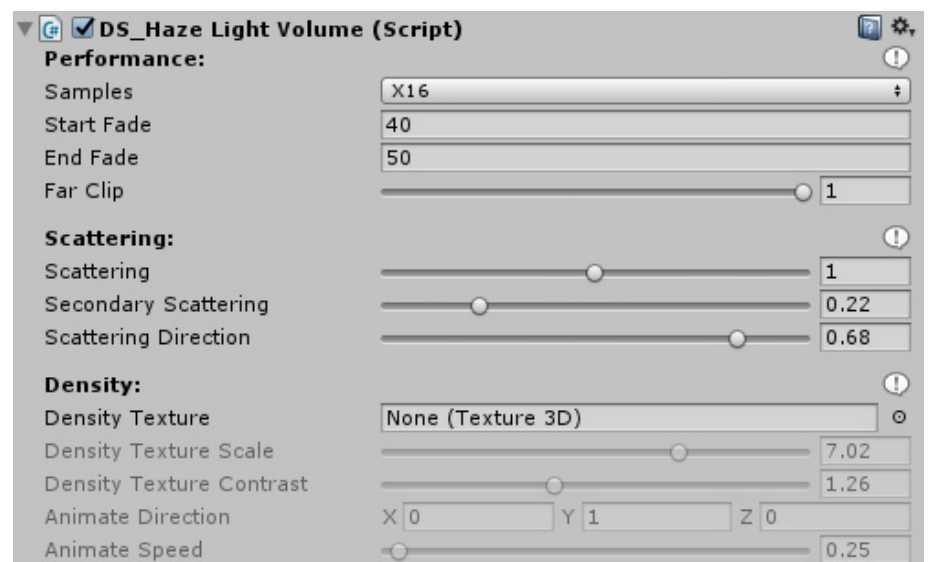 DS_Haze Light Volume (Script)
Performance:
Samples X16
Start Fade 40
End Fade 50
Far Clip 1
Scattering:
Scattering 1
Secondary Scattering 0.22
Scattering Direction 0.68
Density:
Density Texture None (Texture 3D)
Density Texture Scale 7.02
Density Texture Contrast 1.26
Animate Direction X 0 Y 1 Z 0
Animate Speed 0.25